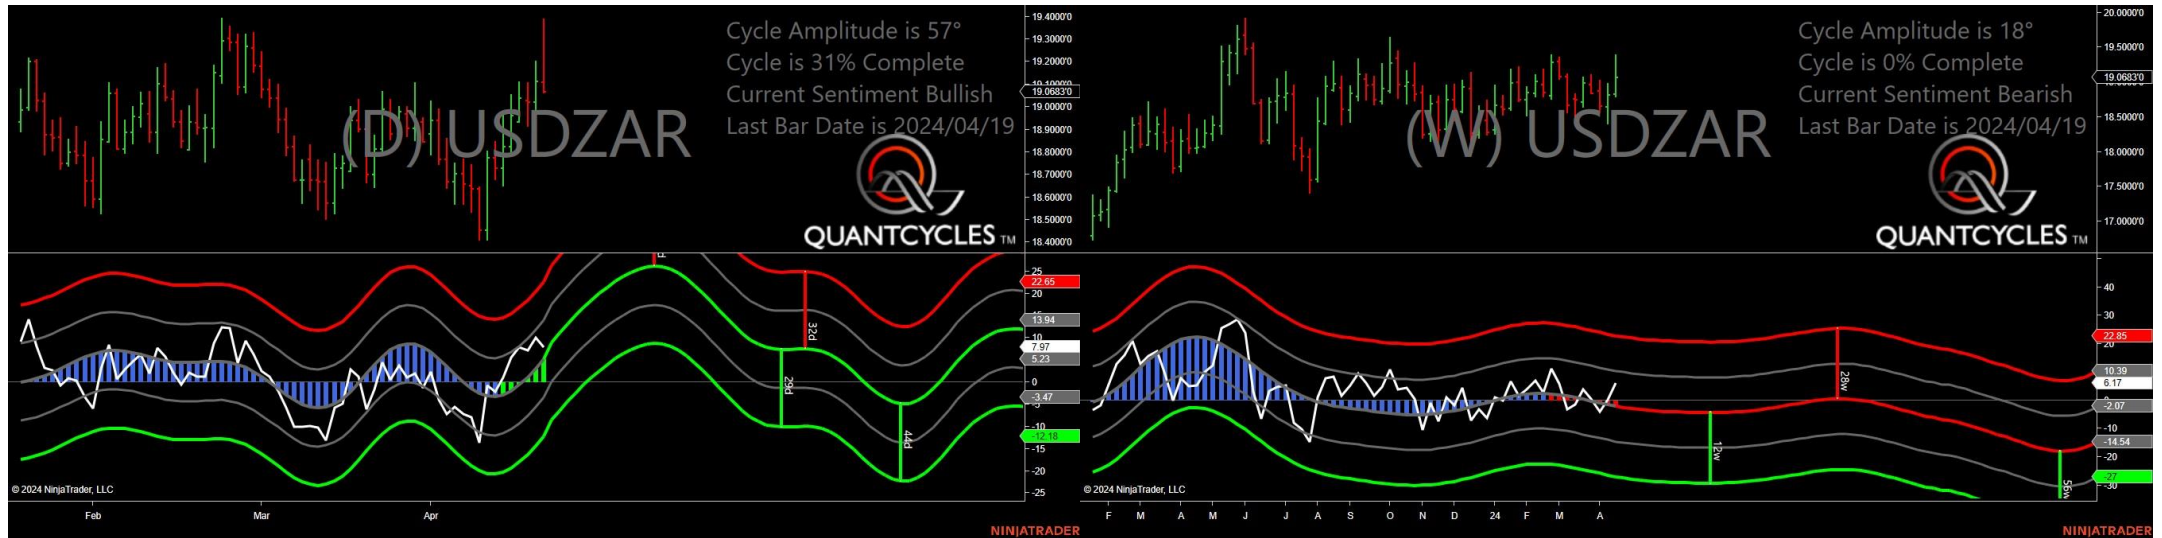 Cycle Amplitude is 57°
Cycle is 31% Complete
Current Sentiment Bullish
Last Bar Date is 2024/04/19
(D) USDZAR
QUANTCYCLES TM
19.4000'0
19.3000'0
19.2000'0
19.1000'0
19.0683'0
19.0000'0
18.9000'0
18.8000'0
18.7000'0
18.6000'0
18.5000'0
18.4000'0
25
22.65
20
15
13.94
10
7.97
5.23
0
-3.47
-10
-12.18
-15
-20
-25
32d
29d
44d
© 2024 NinjaTrader, LLC
Feb
Mar
Apr
NINJATRADER
Cycle Amplitude is 18°
Cycle is 0% Complete
Current Sentiment Bearish
Last Bar Date is 2024/04/19
(W) USDZAR
QUANTCYCLES TM
20.0000'0
19.5000'0
19.0683'0
18.5000'0
18.0000'0
17.5000'0
17.0000'0
40
30
22.85
20
10.39
6.17
-2.07
-10
-14.54
-20
-27
-30
28w
12w
56w
© 2024 NinjaTrader, LLC
F M A M J J A S O N D 24 F M A
NINJATRADER